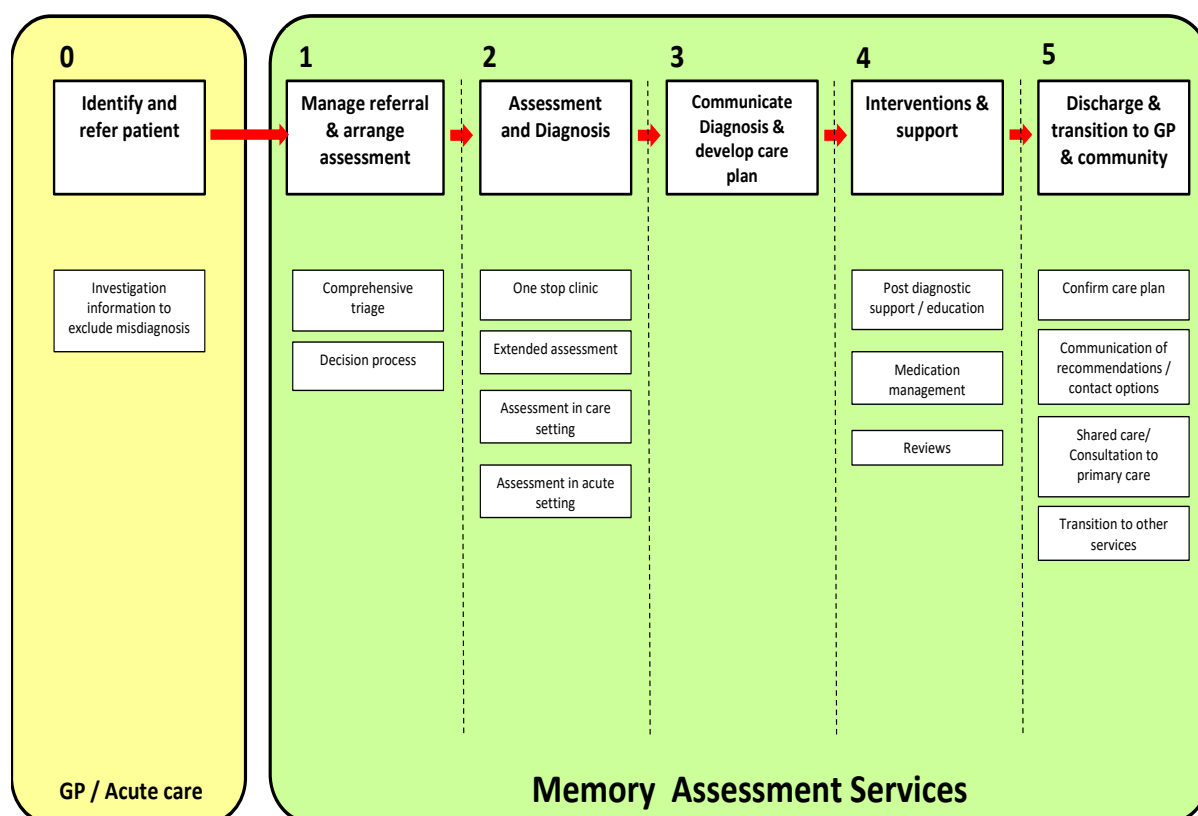 0
Identify and
refer patient
Investigation
information to
exclude misdiagnosis
GP / Acute care
1
Manage referral
& arrange
assessment
Comprehensive
triage
Decision process
2
Assessment
and Diagnosis
One stop clinic
Extended assessment
Assessment in care
setting
Assessment in acute
setting
3
Communicate
Diagnosis &
develop care
plan
4
Interventions &
support
Post diagnostic
support / education
Medication
management
Reviews
5
Discharge &
transition to GP
& community
Confirm care plan
Communication of
recommendations /
contact options
Shared care/
Consultation to
primary care
Transition to other
services
Memory Assessment Services